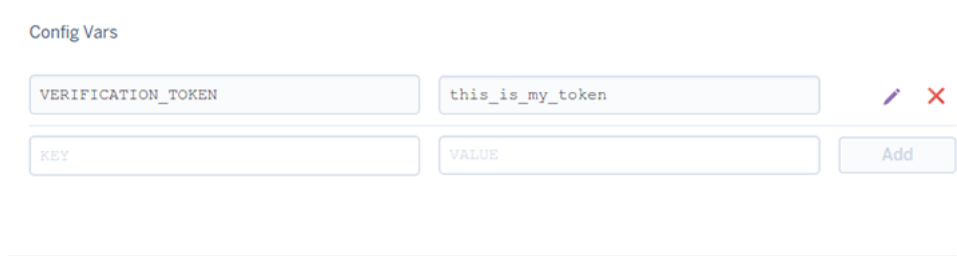 Config Vars
VERIFICATION_TOKEN this_is_my_token
KEY VALUE Add